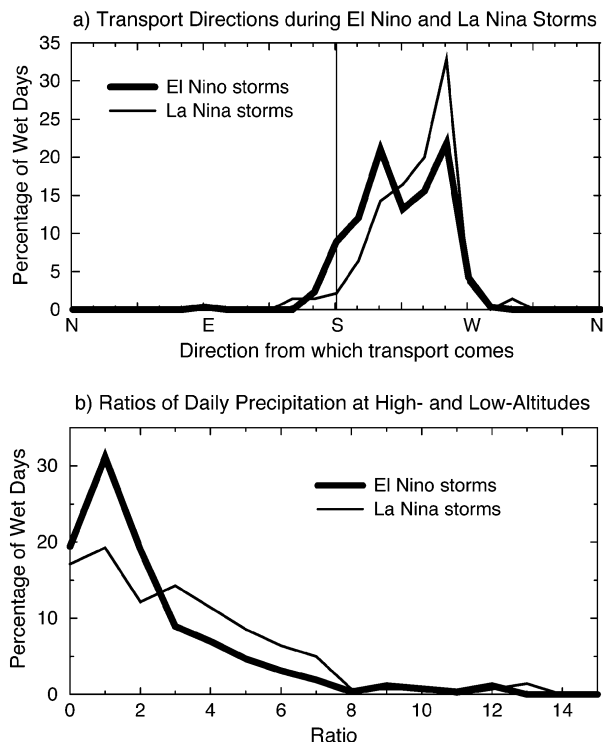 a) Transport Directions during El Nino and La Nina Storms
35
30
25
20
15
10
5
0
Percentage of Wet Days
El Nino storms
La Nina storms
N E S W N
Direction from which transport comes
b) Ratios of Daily Precipitation at High- and Low-Altitudes
30
20
10
0
Percentage of Wet Days
El Nino storms
La Nina storms
0 2 4 6 8 10 12 14
Ratio